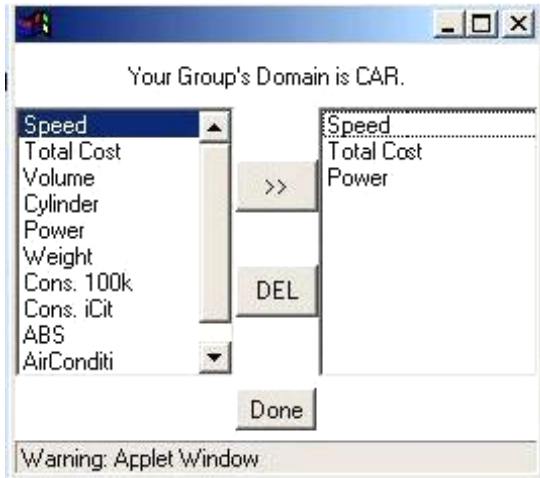 Your Group's Domain is CAR.
Speed
Total Cost
Volume
Cylinder
Power
Weight
Cons. 100k
Cons. iCit
ABS
AirConditi
>>
DEL
Speed
Total Cost
Power
Done
Warning: Applet Window